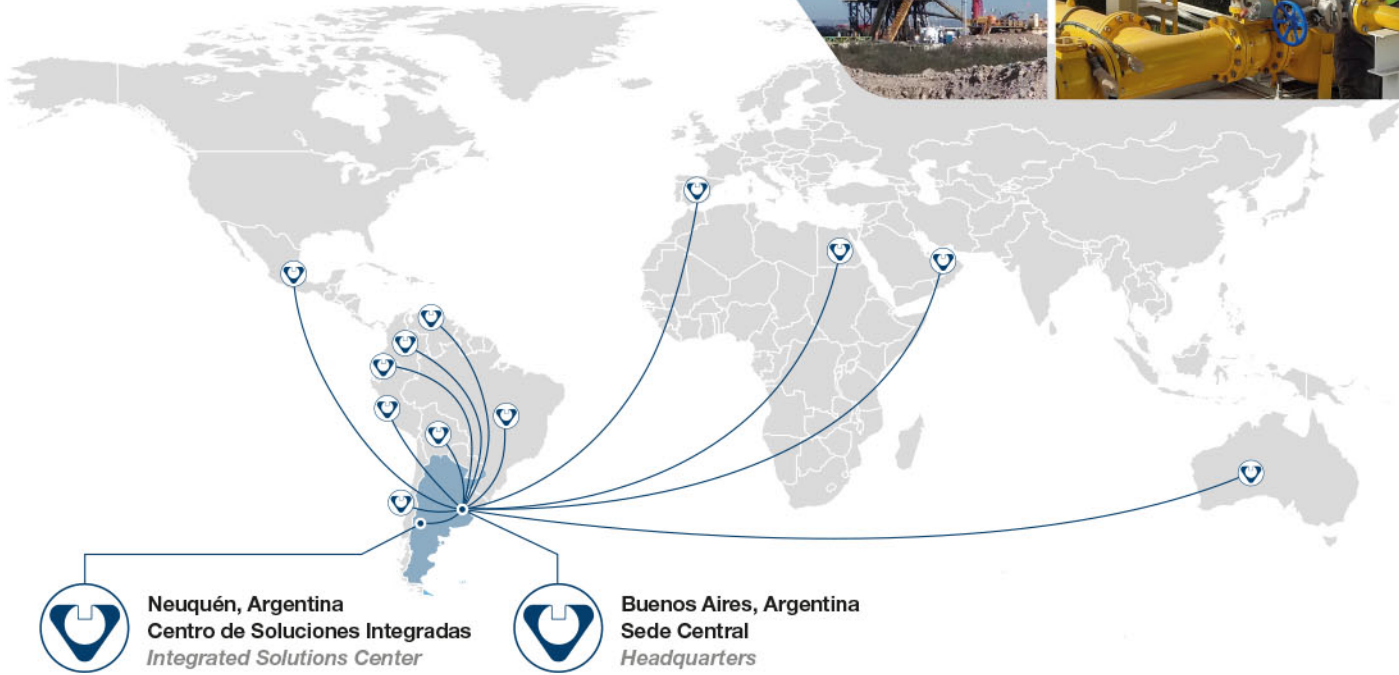 Neuquén, Argentina
Centro de Soluciones Integradas
Integrated Solutions Center
Buenos Aires, Argentina
Sede Central
Headquarters